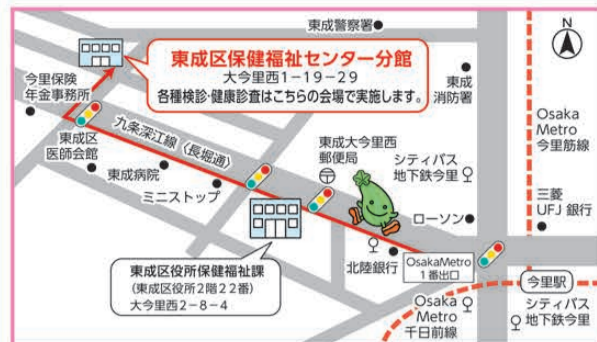 東成警察署
N
東成区保健福祉センター分館
大今里西1-19-29
各種検診・健康診査はこちらの会場で実施します。
今里保険
年金事務所
東成
消防署
九条深江線〈長堀通〉
東成区
医師会館
東成病院
ミニストップ
東成大今里西
郵便局
シティバス
地下鉄今里
Osaka
Metro
今里筋線
三菱
UFJ 銀行
ローソン
北陸銀行
OsakaMetro
1番出口
東成区役所保健福祉課
(東成区役所2階22番)
大今里西2-8-4
今里駅
Osaka
Metro
千日前線
シティバス
地下鉄今里